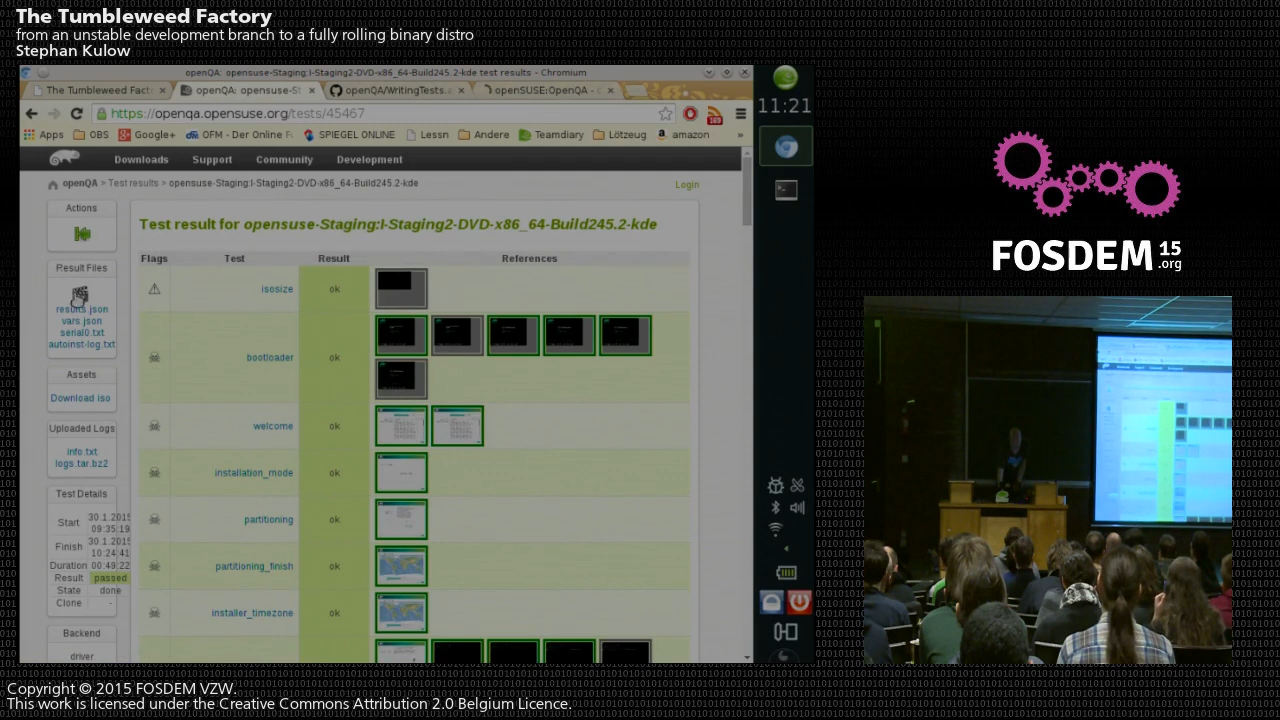 The Tumbleweed Factory
from an unstable development branch to a fully rolling binary distro
Stephan Kulow
openQA: opensuse-Staging:I-Staging2-DVD-x86_64-Build245.2-kde test results - Chromium
The Tumbleweed Fact
openQA: opensuse-St
openQA/WritingTests.
openSUSE:OpenQA -
https://openqa.opensuse.org/tests/45467
Apps OBS Google+ OFM - Der Online F SPIEGEL ONLINE Lessn Andere Teamdiary Lötzeug amazon »
11:21
Downloads Support Community Development
openQA > Test results > opensuse-Staging:I-Staging2-DVD-x86_64-Build245.2-kde
Login
Actions
Result Files
results.json
vars.json
serial0.txt
autoinst-log.txt
Assets
Download iso
Uploaded Logs
info.txt
logs.tar.bz2
Test Details
Start 30.1.2015 09:35:19
Finish 30.1.2015 10:24:41
Duration 00:49:22
Result passed
State done
Clone -
Backend
driver
Test result for opensuse-Staging:I-Staging2-DVD-x86_64-Build245.2-kde
Flags Test Result References
isosize ok
bootloader ok
welcome ok
installation_mode ok
partitioning ok
partitioning_finish ok
installer_timezone ok
FOSDEM 15 .org
Copyright © 2015 FOSDEM VZW.
This work is licensed under the Creative Commons Attribution 2.0 Belgium Licence.